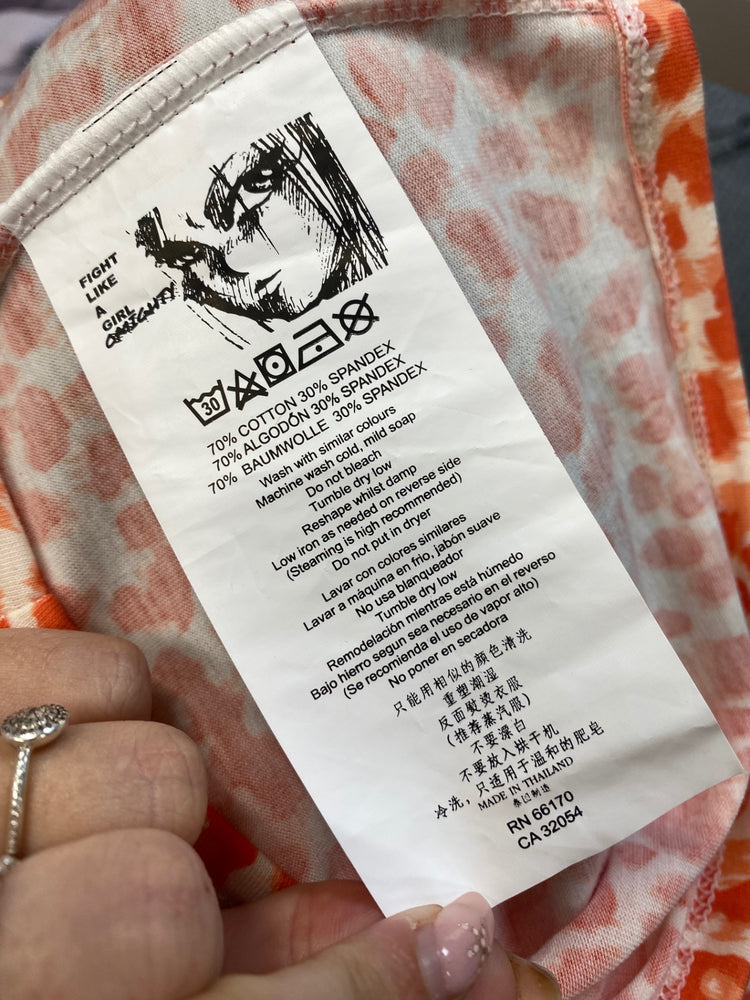 FIGHT
LIKE
A
GIRL
30
70% COTTON 30% SPANDEX
70% ALGODÓN 30% SPANDEX
70% BAUMWOLLE 30% SPANDEX
Wash with similar colours
Machine wash cold, mild soap
Do not bleach
Tumble dry low
Reshape whilst damp
Low iron as needed on reverse side
(Steaming is high recommended)
Do not put in dryer
Lavar con colores similares
Lavar a máquina en frio, jabón suave
No usa blanqueador
Tumble dry low
Remodelación mientras está húmedo
Bajo hierro segun sea necesario en el reverso
(Se recomienda el uso de vapor alto)
No poner en secadora
只能用相似的颜色清洗
重塑潮湿
反面熨烫衣服
(推荐蒸汽服)
不要漂白
不要放入烘干机
冷洗，只适用于温和的肥皂
MADE IN THAILAND
泰国制造
RN 66170
CA 32054